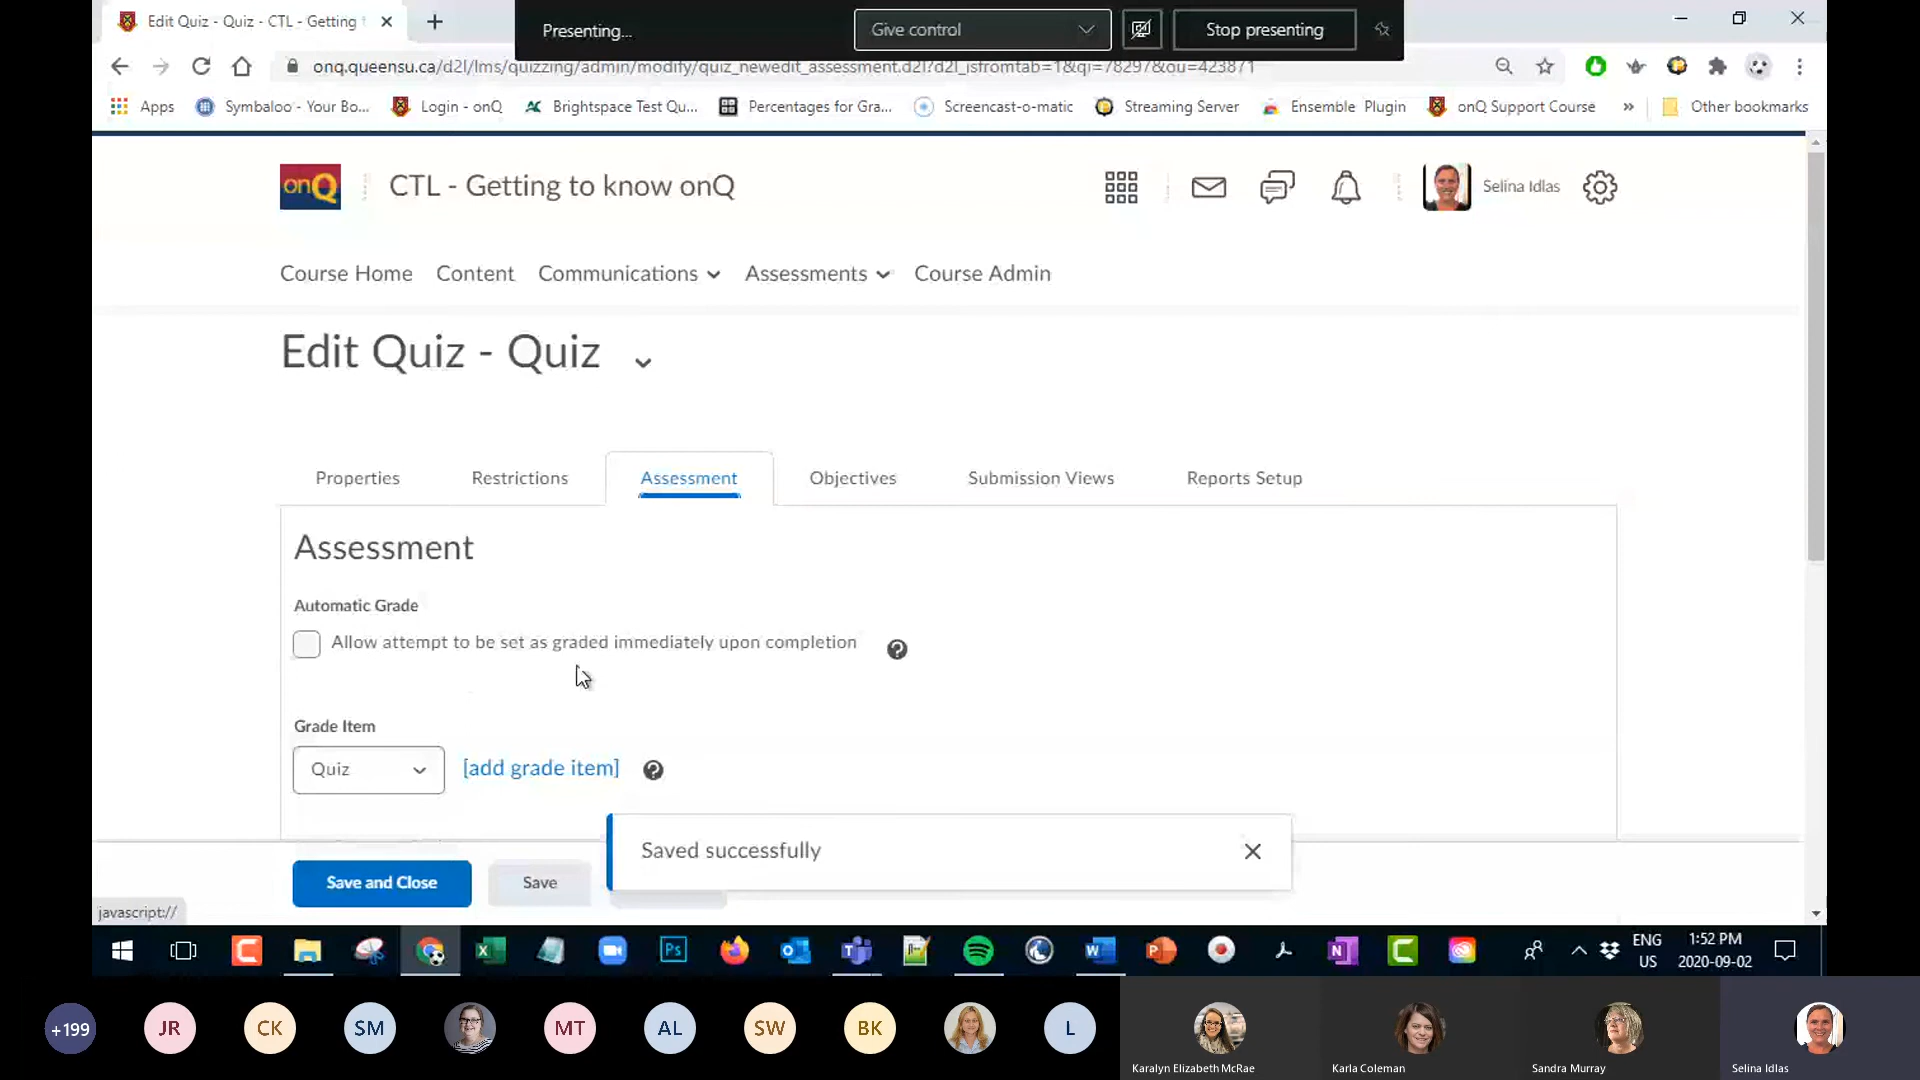 Edit Quiz - Quiz - CTL - Getting
Presenting...
Give control
Stop presenting
onq.queensu.ca/d2l/lms/quizzing/admin/modify/quiz_newedit_assessment.d2l?d2l_isfromtab=1&qi=78297&ou=423871
Apps
Symbaloo - Your Bo...
Login - onQ
Brightspace Test Qu...
Percentages for Gra...
Screencast-o-matic
Streaming Server
Ensemble Plugin
onQ Support Course
»
Other bookmarks
onQ
CTL - Getting to know onQ
Selina Idlas
Course Home
Content
Communications
Assessments
Course Admin
Edit Quiz - Quiz
Properties
Restrictions
Assessment
Objectives
Submission Views
Reports Setup
Assessment
Automatic Grade
Allow attempt to be set as graded immediately upon completion
Grade Item
Quiz
[add grade item]
Saved successfully
Save and Close
Save
javascript://
ENG
US
1:52 PM
2020-09-02
+199
JR
CK
SM
MT
AL
SW
BK
L
Karalyn Elizabeth McRae
Karla Coleman
Sandra Murray
Selina Idlas